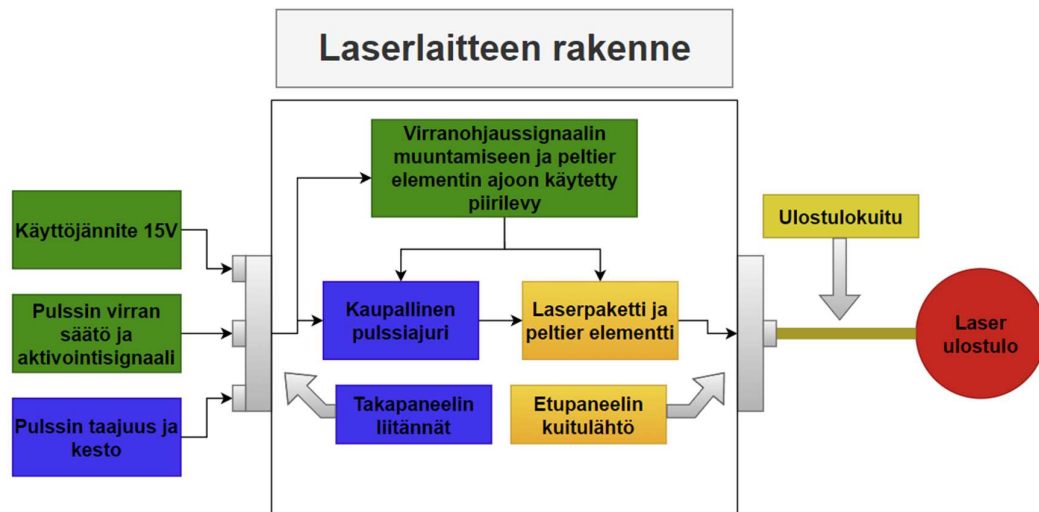 Laserlaitteen rakenne
Virranohjaussignaalin
muuntamiseen ja peltier
elementin ajoon käytetty
piirilevy
Käyttöjännite 15V
Ulostulokuitu
Pulssin virran
säätö ja
aktivointisignaali
Kaupallinen
pulssiajuri
Laserpaketti ja
peltier elementti
Laser
ulostulo
Pulssin taajuus ja
kesto
Takapaneelin
liitännät
Etupaneelin
kuitulähtö